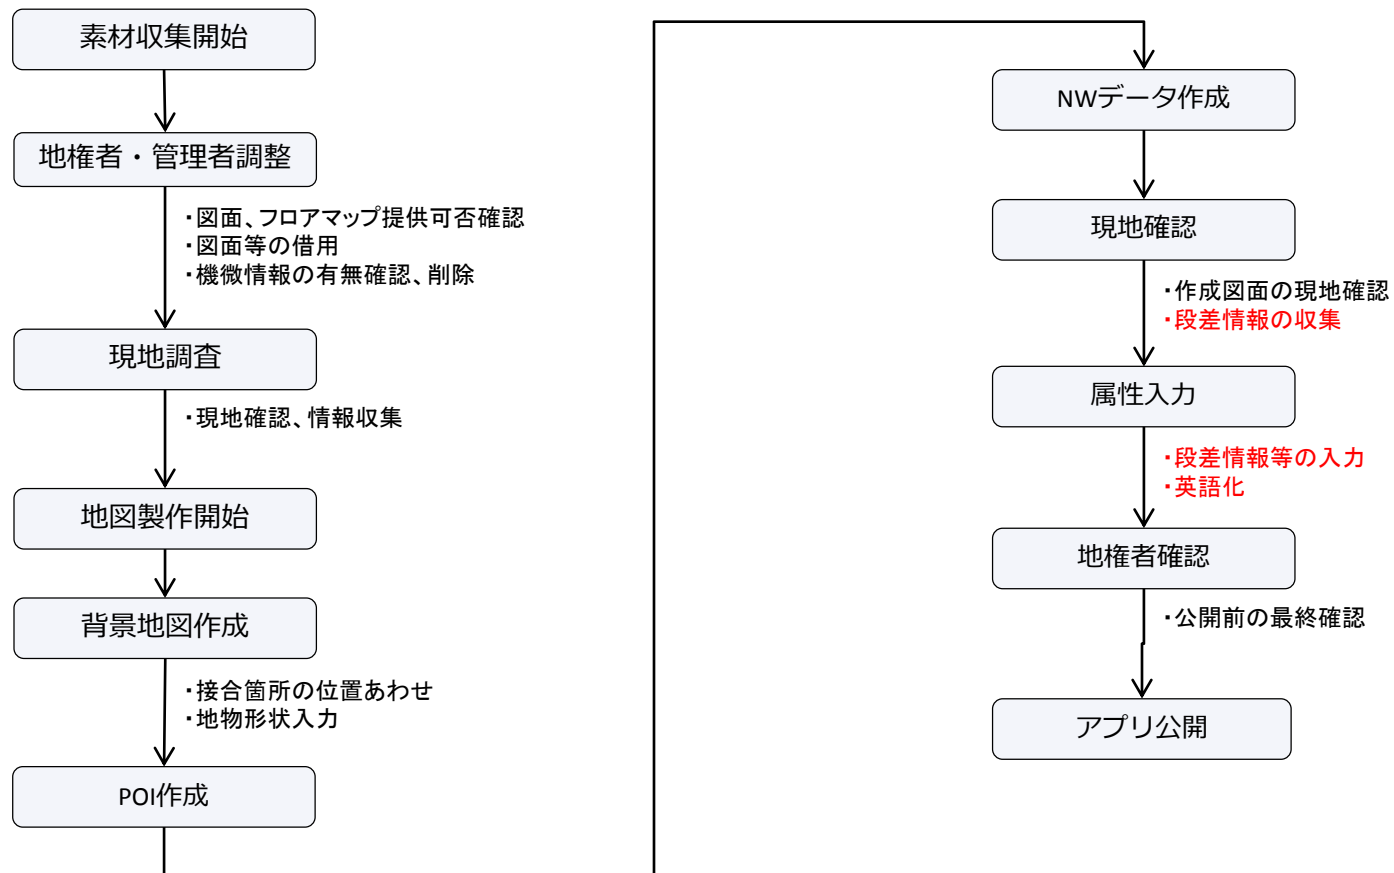 素材収集開始
地権者・管理者調整
・図面、フロアマップ提供可否確認
・図面等の借用
・機微情報の有無確認、削除
現地調査
・現地確認、情報収集
地図製作開始
背景地図作成
・接合箇所の位置あわせ
・地物形状入力
POI作成
NWデータ作成
現地確認
・作成図面の現地確認
・段差情報の収集
属性入力
・段差情報等の入力
・英語化
地権者確認
・公開前の最終確認
アプリ公開